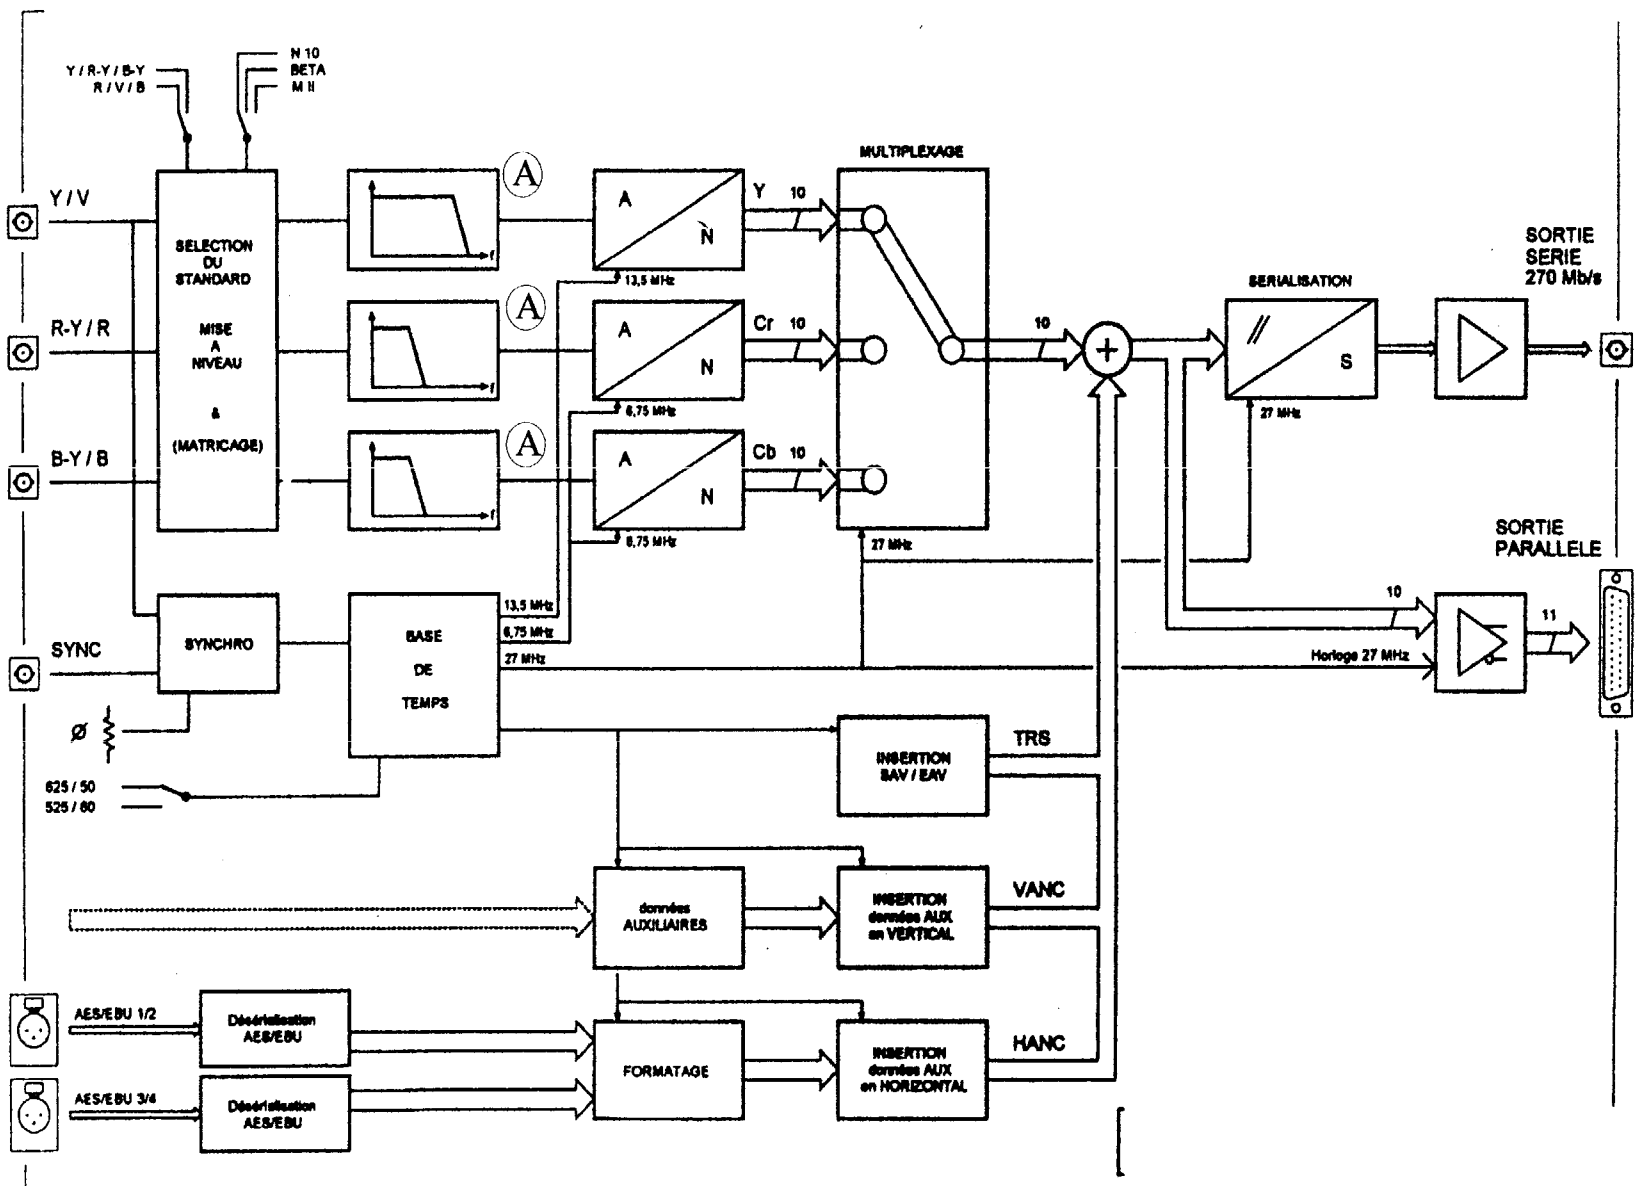 N 10
Y / R-Y / B-Y
BETA
R / V / B
M II
MULTIPLEXAGE
Y / V
A
A
N
Y
10
SELECTION
DU
STANDARD
MISE
A
NIVEAU
&
(MATRICAGE)
f
13,5 MHz
SORTIE
SERIE
270 Mb/s
SERIALISATION
R-Y / R
A
A
N
Cr
10
10
+
//
S
f
6,75 MHz
27 MHz
B-Y / B
A
A
N
Cb
10
f
6,75 MHz
27 MHz
SORTIE
PARALLELE
SYNC
SYNCHRO
BASE
DE
TEMPS
13,5 MHz
6,75 MHz
27 MHz
10
11
Horloge 27 MHz
Ø
625 / 50
525 / 60
INSERTION
SAV / EAV
TRS
données
AUXILIAIRES
INSERTION
données AUX
en VERTICAL
VANC
AES/EBU 1/2
Désérialisation
AES/EBU
FORMATAGE
INSERTION
données AUX
en HORIZONTAL
HANC
AES/EBU 3/4
Désérialisation
AES/EBU